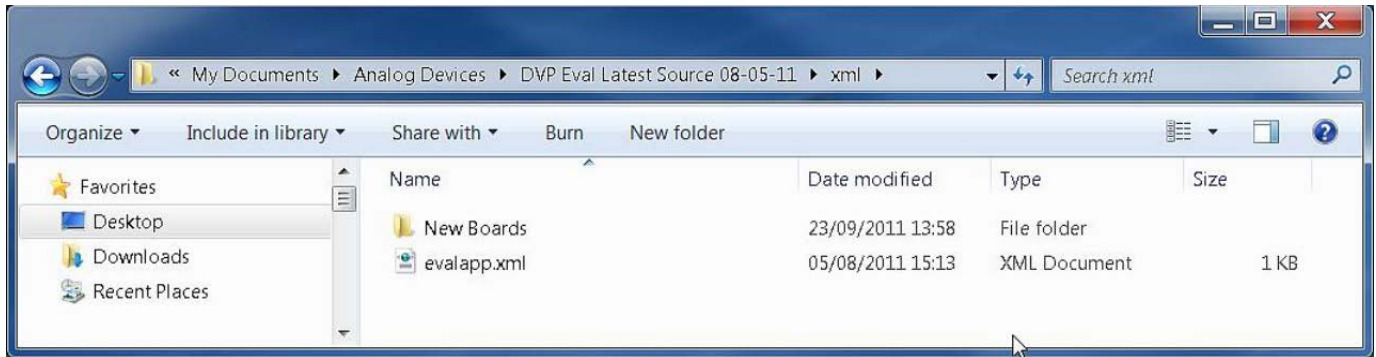 « My Documents ▸ Analog Devices ▸ DVP Eval Latest Source 08-05-11 ▸ xml ▸ Search xml
Organize Include in library Share with Burn New folder
Favorites Name Date modified Type Size
Desktop New Boards 23/09/2011 13:58 File folder
Downloads evalapp.xml 05/08/2011 15:13 XML Document 1 KB
Recent Places